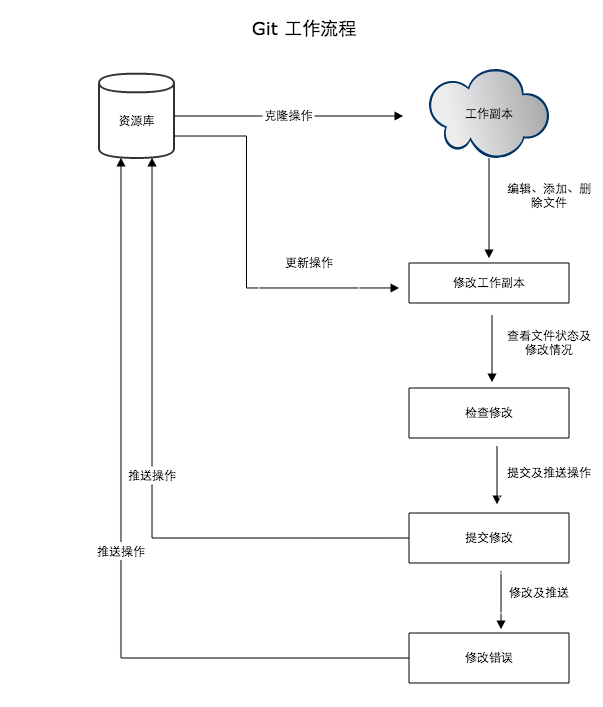 Git 工作流程
资源库
克隆操作
工作副本
编辑、添加、删
除文件
更新操作
修改工作副本
查看文件状态及
修改情况
检查修改
推送操作
提交及推送操作
提交修改
推送操作
修改及推送
修改错误